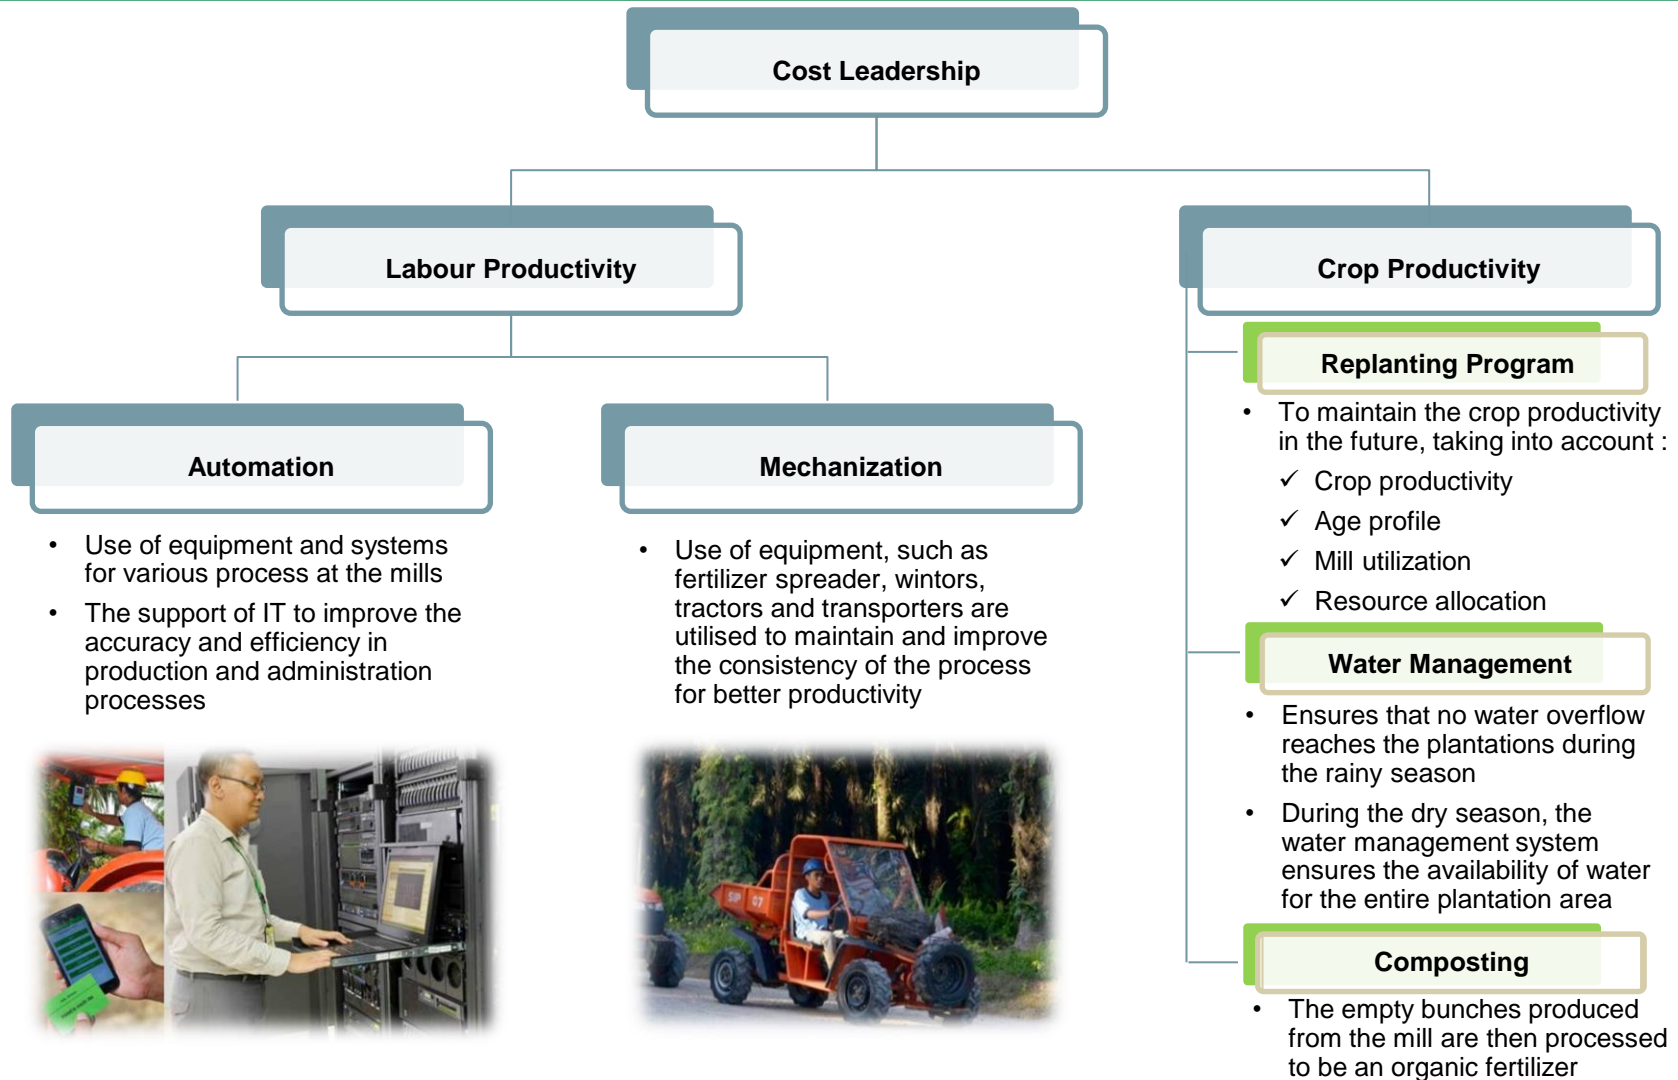 Cost Leadership
Labour Productivity
Crop Productivity
Automation
• Use of equipment and systems
for various process at the mills
• The support of IT to improve the
accuracy and efficiency in
production and administration
processes
Mechanization
• Use of equipment, such as
fertilizer spreader, wintors,
tractors and transporters are
utilised to maintain and improve
the consistency of the process
for better productivity
SIP 07
Replanting Program
• To maintain the crop productivity
in the future, taking into account :
✓ Crop productivity
✓ Age profile
✓ Mill utilization
✓ Resource allocation
Water Management
• Ensures that no water overflow
reaches the plantations during
the rainy season
• During the dry season, the
water management system
ensures the availability of water
for the entire plantation area
Composting
• The empty bunches produced
from the mill are then processed
to be an organic fertilizer